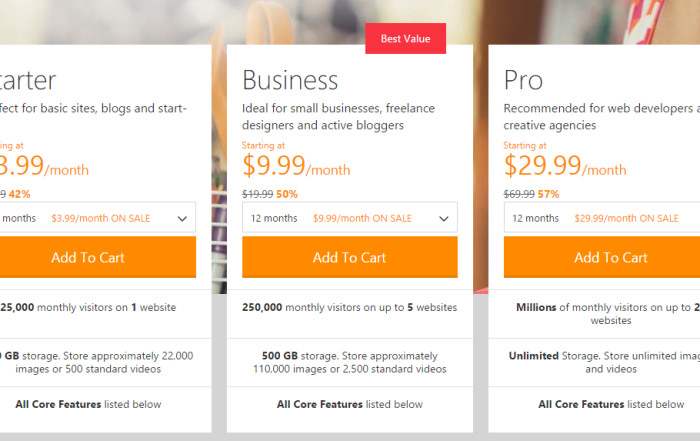 Best Value
arter
fect for basic sites, blogs and start-
ing at
3.99/month
9 42%
months $3.99/month ON SALE
Add To Cart
25,000 monthly visitors on 1 website
GB storage. Store approximately 22,000
images or 500 standard videos
All Core Features listed below
Business
Ideal for small businesses, freelance
designers and active bloggers
Starting at
$9.99/month
$19.99 50%
12 months $9.99/month ON SALE
Add To Cart
250,000 monthly visitors on up to 5 websites
500 GB storage. Store approximately
110,000 images or 2,500 standard videos
All Core Features listed below
Pro
Recommended for web developers a
creative agencies
Starting at
$29.99/month
$69.99 57%
12 months $29.99/month ON SALE
Add To Cart
Millions of monthly visitors on up to 2
websites
Unlimited Storage. Store unlimited imag
and videos
All Core Features listed below